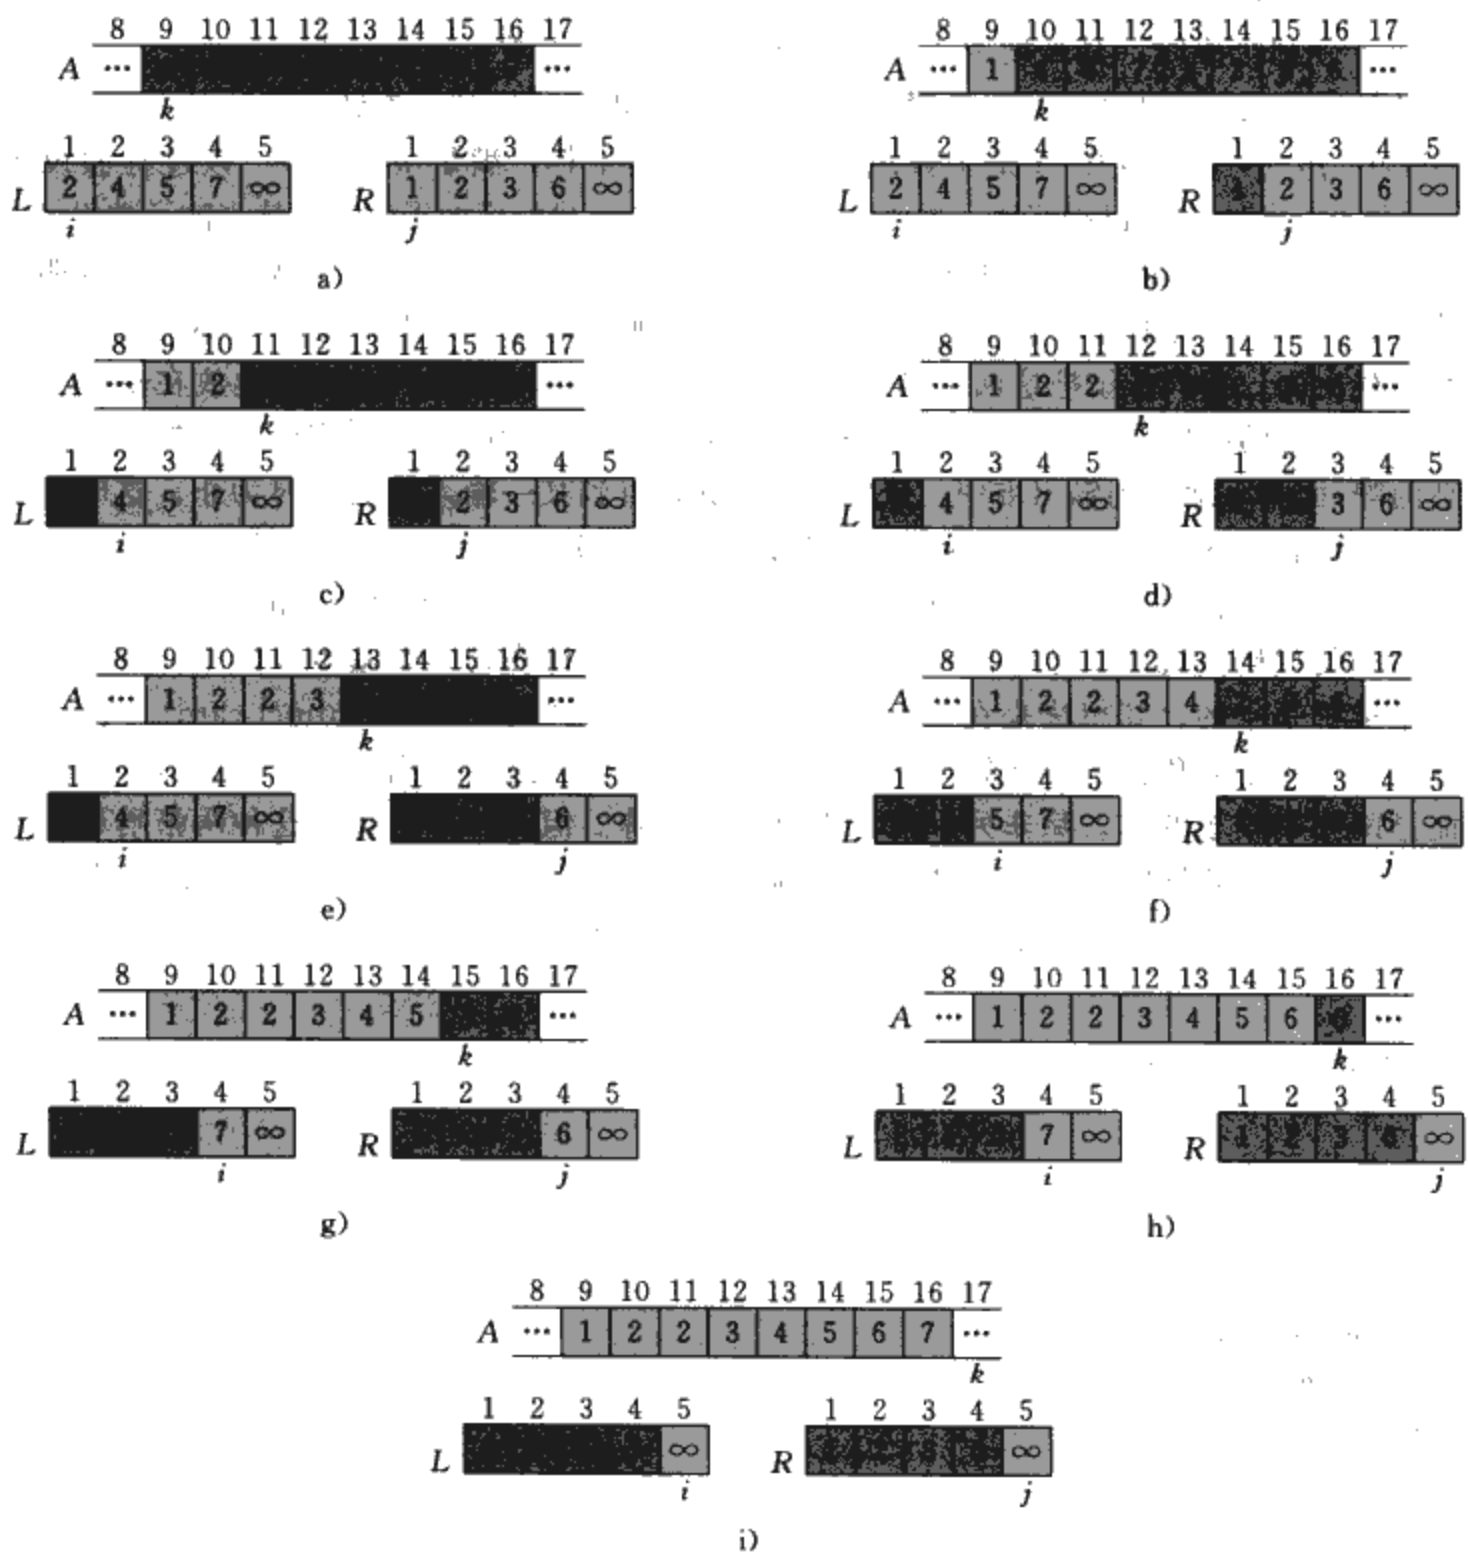 8 9 10 11 12 13 14 15 16 17
A ... ...
k
1 2 3 4 5
L 2 4 5 7 ∞
i
1 2 3 4 5
R 1 2 3 6 ∞
j
a)
8 9 10 11 12 13 14 15 16 17
A ... 1 ...
k
1 2 3 4 5
L 2 4 5 7 ∞
i
1 2 3 4 5
R 1 2 3 6 ∞
j
b)
8 9 10 11 12 13 14 15 16 17
A ... 1 2 ...
k
1 2 3 4 5
L 4 5 7 ∞
i
1 2 3 4 5
R 2 3 6 ∞
j
c)
8 9 10 11 12 13 14 15 16 17
A ... 1 2 2 ...
k
1 2 3 4 5
L 4 5 7 ∞
i
1 2 3 4 5
R 3 6 ∞
j
d)
8 9 10 11 12 13 14 15 16 17
A ... 1 2 2 3 ...
k
1 2 3 4 5
L 4 5 7 ∞
i
1 2 3 4 5
R 6 ∞
j
e)
8 9 10 11 12 13 14 15 16 17
A ... 1 2 2 3 4 ...
k
1 2 3 4 5
L 5 7 ∞
i
1 2 3 4 5
R 6 ∞
j
f)
8 9 10 11 12 13 14 15 16 17
A ... 1 2 2 3 4 5 ...
k
1 2 3 4 5
L 7 ∞
i
1 2 3 4 5
R 6 ∞
j
g)
8 9 10 11 12 13 14 15 16 17
A ... 1 2 2 3 4 5 6 ...
k
1 2 3 4 5
L 7 ∞
i
1 2 3 4 5
R 1 2 3 ∞
j
h)
8 9 10 11 12 13 14 15 16 17
A ... 1 2 2 3 4 5 6 7 ...
k
1 2 3 4 5
L ∞
i
1 2 3 4 5
R ∞
j
i)